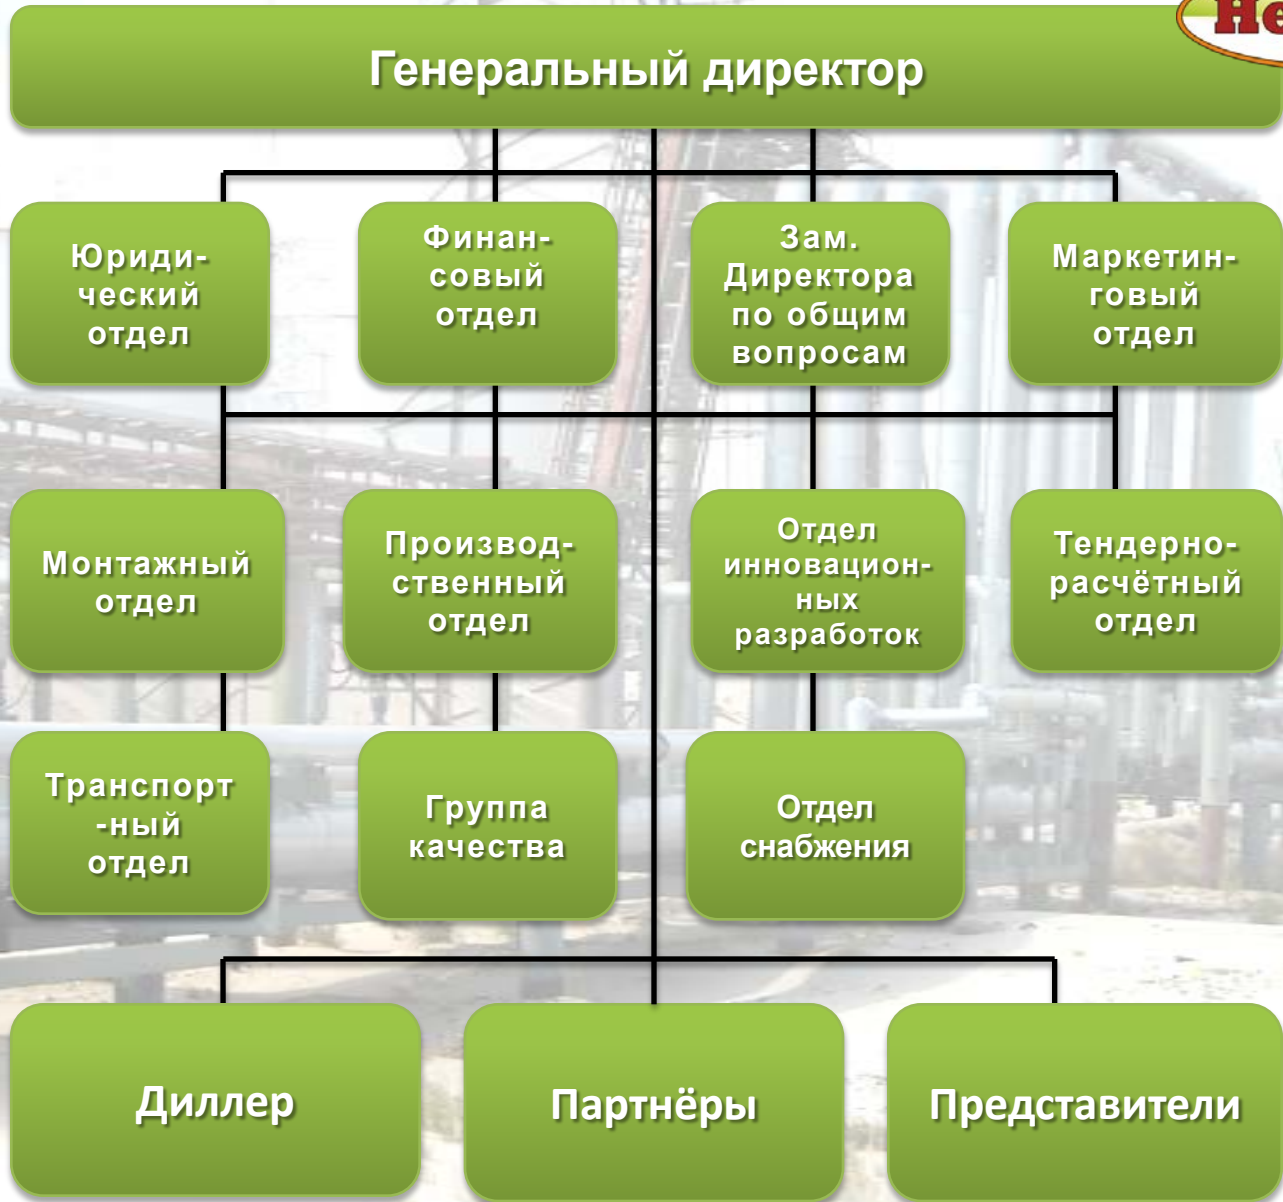 Не
Генеральный директор
Юриди-
ческий
отдел
Финан-
совый
отдел
Зам.
Директора
по общим
вопросам
Маркетин-
говый
отдел
Монтажный
отдел
Производ-
ственный
отдел
Отдел
инновацион-
ных
разработок
Тендерно-
расчётный
отдел
Транспорт
-ный
отдел
Группа
качества
Отдел
снабжения
Диллер
Партнёры
Представители